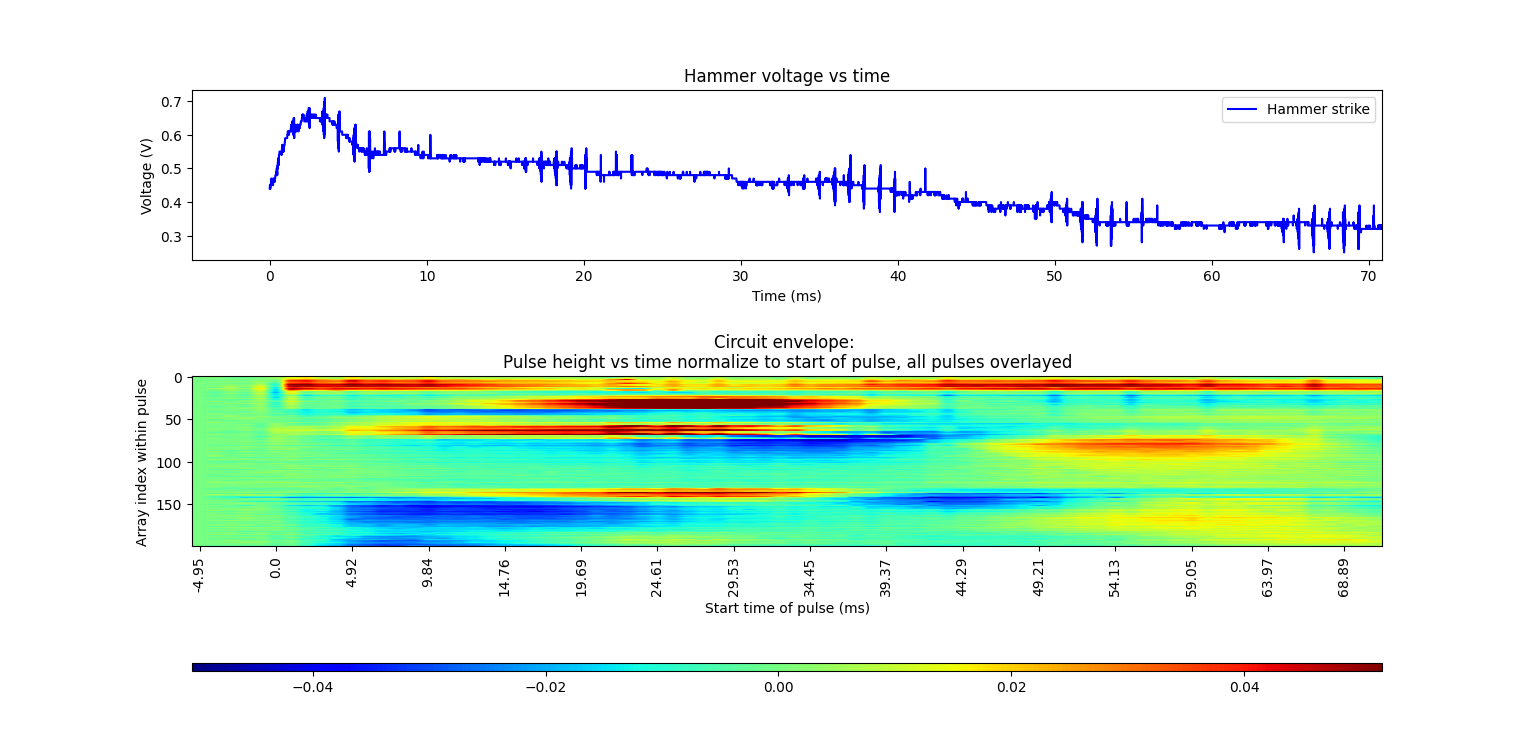 Hammer voltage vs time
Voltage (V)
0.7
0.6
0.5
0.4
0.3
Hammer strike
0 10 20 30 40 50 60 70
Time (ms)
Circuit envelope:
Pulse height vs time normalize to start of pulse, all pulses overlayed
Array index within pulse
0
50
100
150
-4.95 0.0 4.92 9.84 14.76 19.69 24.61 29.53 34.45 39.37 44.29 49.21 54.13 59.05 63.97 68.89
Start time of pulse (ms)
−0.04 −0.02 0.00 0.02 0.04